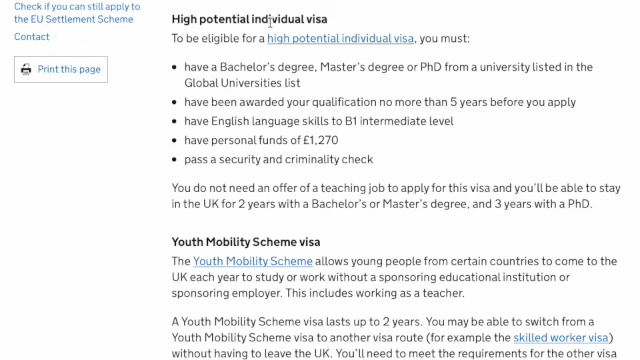 Check if you can still apply to
the EU Settlement Scheme
Contact
Print this page
High potential individual visa
To be eligible for a high potential individual visa, you must:
• have a Bachelor's degree, Master's degree or PhD from a university listed in the
Global Universities list
• have been awarded your qualification no more than 5 years before you apply
• have English language skills to B1 intermediate level
• have personal funds of £1,270
• pass a security and criminality check
You do not need an offer of a teaching job to apply for this visa and you'll be able to stay
in the UK for 2 years with a Bachelor's or Master's degree, and 3 years with a PhD.
Youth Mobility Scheme visa
The Youth Mobility Scheme allows young people from certain countries to come to the
UK each year to study or work without a sponsoring educational institution or
sponsoring employer. This includes working as a teacher.
A Youth Mobility Scheme visa lasts up to 2 years. You may be able to switch from a
Youth Mobility Scheme visa to another visa route (for example the skilled worker visa)
without having to leave the UK. You'll need to meet the requirements for the other visa